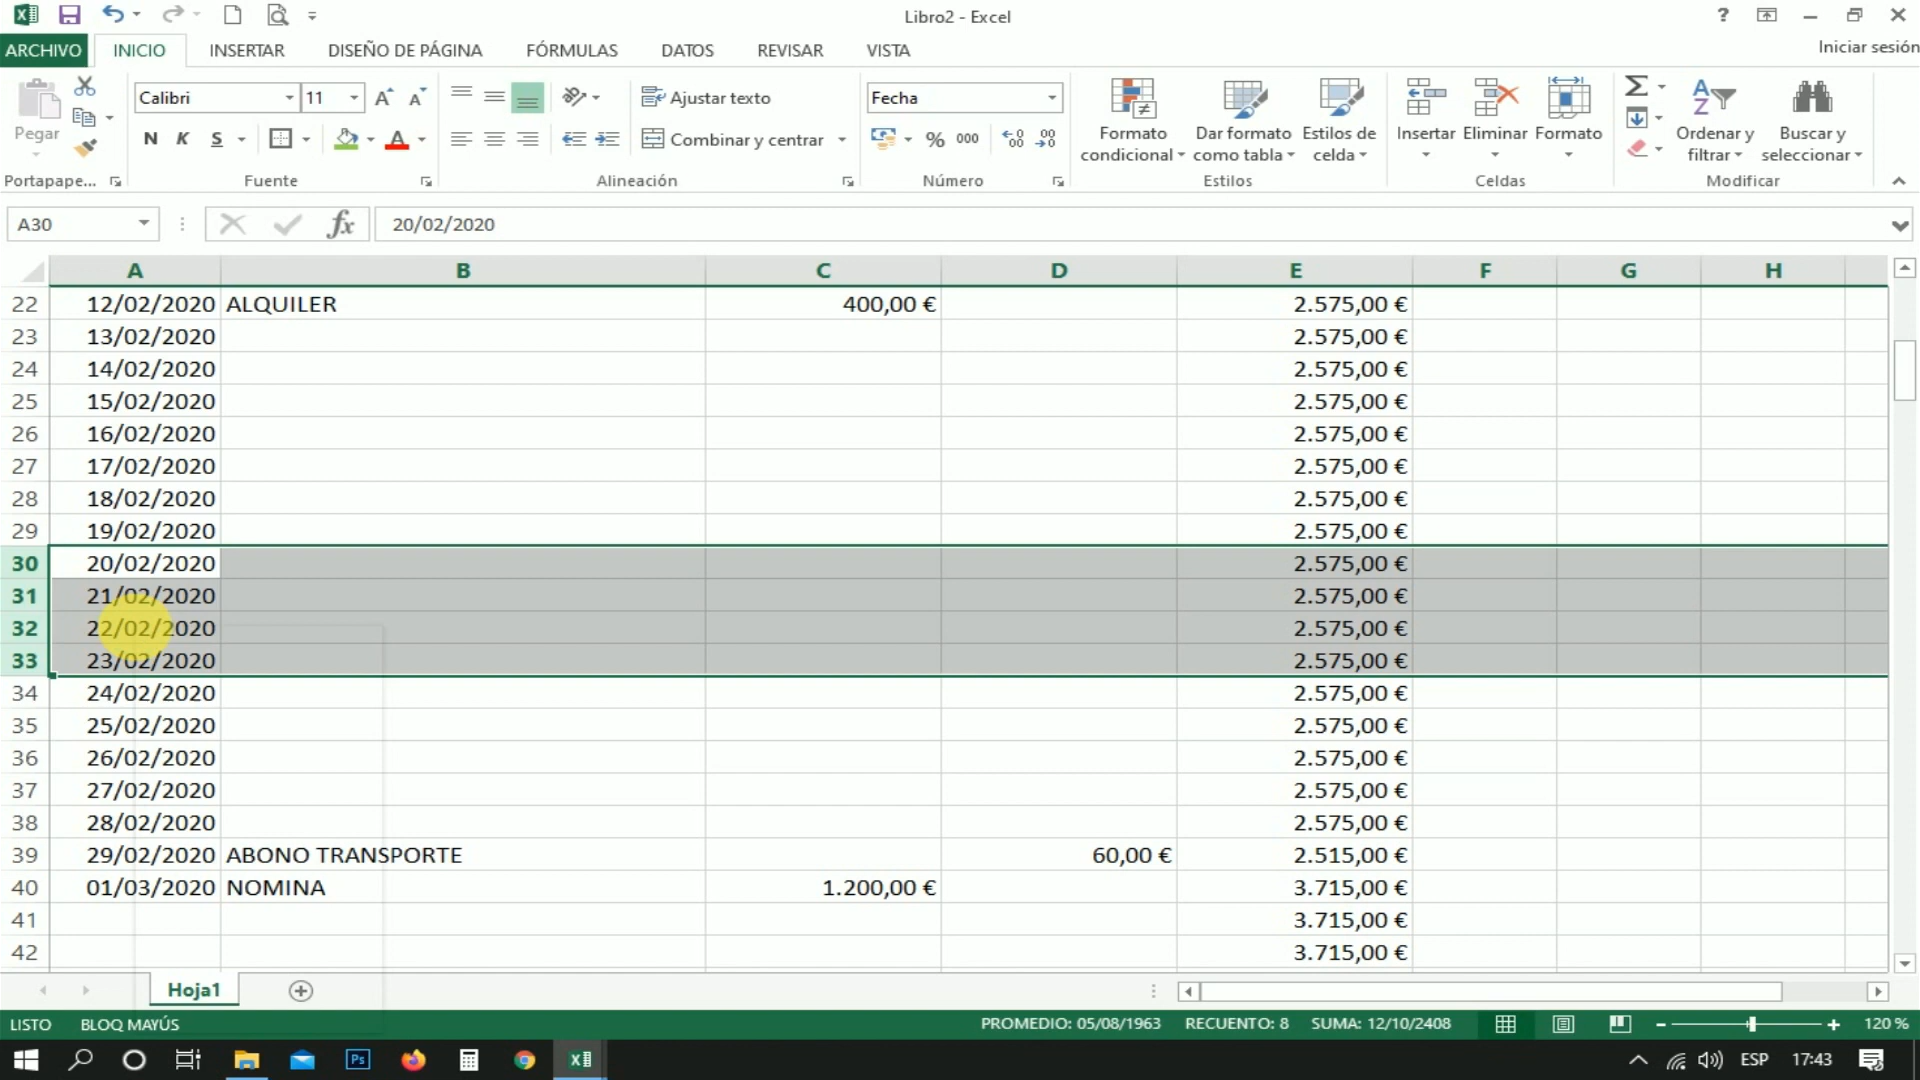 Libro2 - Excel
?
ARCHIVO INICIO INSERTAR DISEÑO DE PÁGINA FÓRMULAS DATOS REVISAR VISTA Iniciar sesión
Pegar
Portapape...
Calibri 11
N K S
Fuente
Ajustar texto
Combinar y centrar
Alineación
Fecha
% 000
Número
Formato condicional
Dar formato como tabla
Estilos de celda
Estilos
Insertar Eliminar Formato
Celdas
Ordenar y filtrar
Buscar y seleccionar
Modificar
A30 fx 20/02/2020
A B C D E F G H
22 12/02/2020 ALQUILER 400,00 € 2.575,00 €
23 13/02/2020 2.575,00 €
24 14/02/2020 2.575,00 €
25 15/02/2020 2.575,00 €
26 16/02/2020 2.575,00 €
27 17/02/2020 2.575,00 €
28 18/02/2020 2.575,00 €
29 19/02/2020 2.575,00 €
30 20/02/2020 2.575,00 €
31 21/02/2020 2.575,00 €
32 22/02/2020 2.575,00 €
33 23/02/2020 2.575,00 €
34 24/02/2020 2.575,00 €
35 25/02/2020 2.575,00 €
36 26/02/2020 2.575,00 €
37 27/02/2020 2.575,00 €
38 28/02/2020 2.575,00 €
39 29/02/2020 ABONO TRANSPORTE 60,00 € 2.515,00 €
40 01/03/2020 NOMINA 1.200,00 € 3.715,00 €
41 3.715,00 €
42 3.715,00 €
Hoja1
LISTO BLOQ MAYÚS PROMEDIO: 05/08/1963 RECUENTO: 8 SUMA: 12/10/2408 120 %
Ps ESP 17:43